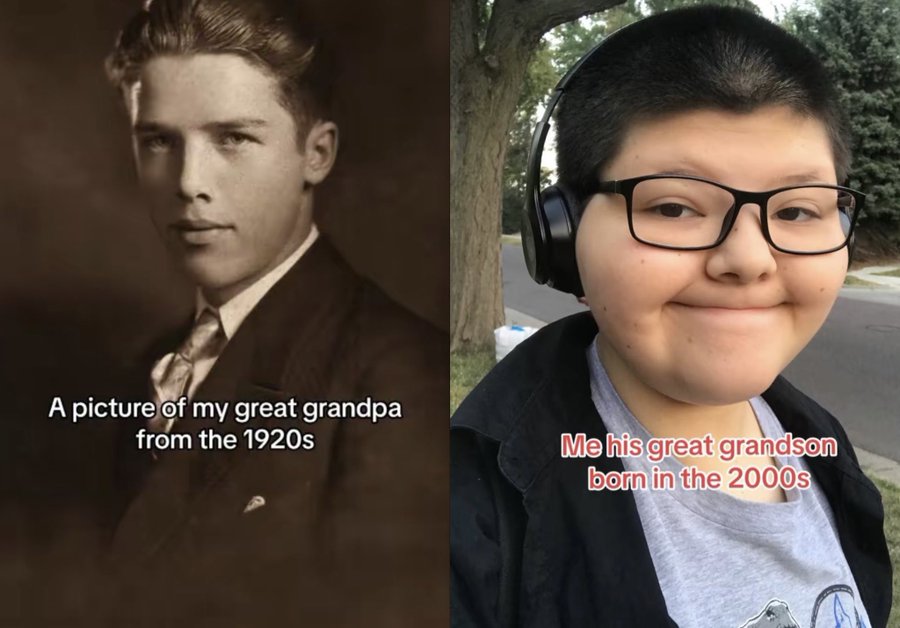 A picture of my great grandpa
from the 1920s
Me his great grandson
born in the 2000s